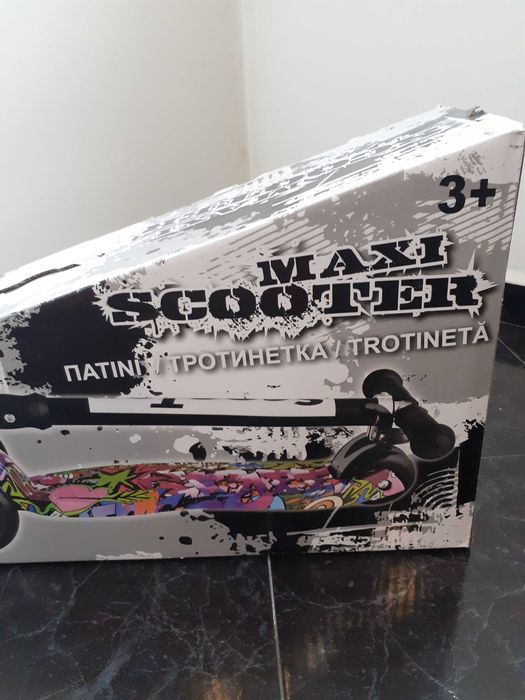 3+
MAXI
SCOOTER
ΠΑΤΙΝΙ / ТРОТИНЕТКА / TROTINETĂ